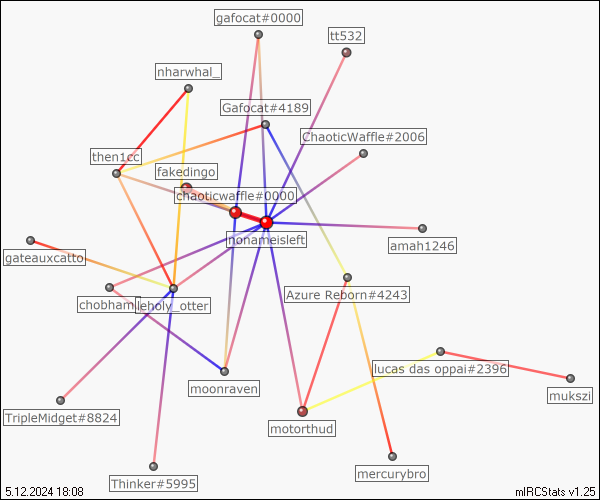 gafocat#0000
tt532
nharwhal_
Gafocat#4189
ChaoticWaffle#2006
then1cc
fakedingo
chaoticwaffle#0000
nonameisleft
amah1246
gateauxcatto
Azure Reborn#4243
chobham
leholy_otter
lucas das oppai#2396
moonraven
mukszi
TripleMidget#8824
motorthud
mercurybro
Thinker#5995
5.12.2024 18:08
mIRCStats v1.25